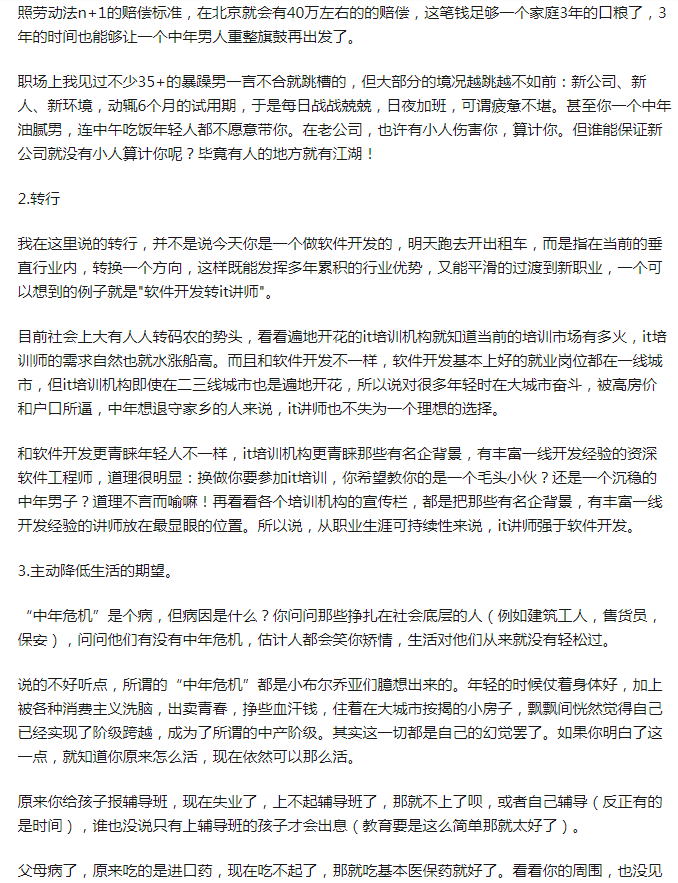 照劳动法n+1的赔偿标准，在北京就会有40万左右的的赔偿，这笔钱足够一个家庭3年的口粮了，3
年的时间也能够让一个中年男人重整旗鼓再出发了。
职场上我见过不少35+的暴躁男一言不合就跳槽的，但大部分的境况越跳越不如前：新公司、新
人、新环境，动辄6个月的试用期，于是每日战战兢兢，日夜加班，可谓疲惫不堪。甚至你一个中年
油腻男，连中午吃饭年轻人都不愿意带你。在老公司，也许有小人伤害你，算计你。但谁能保证新
公司就没有小人算计你呢？毕竟有人的地方就有江湖！
2.转行
我在这里说的转行，并不是说今天你是一个做软件开发的，明天跑去开出租车，而是指在当前的垂
直行业内，转换一个方向，这样既能发挥多年累积的行业优势，又能平滑的过渡到新职业，一个可
以想到的例子就是"软件开发转it讲师"。
目前社会上大有人人转码农的势头，看看遍地开花的it培训机构就知道当前的培训市场有多火，it培
训师的需求自然也就水涨船高。而且和软件开发不一样，软件开发基本上好的就业岗位都在一线城
市，但it培训机构即使在二三线城市也是遍地开花，所以说对很多年轻时在大城市奋斗，被高房价
和户口所逼，中年想退守家乡的人来说，it讲师也不失为一个理想的选择。
和软件开发更青睐年轻人不一样，it培训机构更青睐那些有名企背景，有丰富一线开发经验的资深
软件工程师，道理很明显：换做你要参加it培训，你希望教你的是一个毛头小伙？还是一个沉稳的
中年男子？道理不言而喻嘛！再看看各个培训机构的宣传栏，都是把那些有名企背景，有丰富一线
开发经验的讲师放在最显眼的位置。所以说，从职业生涯可持续性来说，it讲师强于软件开发。
3.主动降低生活的期望。
“中年危机”是个病，但病因是什么？你问问那些挣扎在社会底层的人（例如建筑工人，售货员，
保安），问问他们有没有中年危机，估计人都会笑你矫情，生活对他们从来就没有轻松过。
说的不好听点，所谓的“中年危机”都是小布尔乔亚们臆想出来的。年轻的时候仗着身体好，加上
被各种消费主义洗脑，出卖青春，挣些血汗钱，住着在大城市按揭的小房子，飘飘间恍然觉得自己
已经实现了阶级跨越，成为了所谓的中产阶级。其实这一切都是自己的幻觉罢了。如果你明白了这
一点，就知道你原来怎么活，现在依然可以那么活。
原来你给孩子报辅导班，现在失业了，上不起辅导班了，那就不上了呗，或者自己辅导（反正有的
是时间），谁也没说只有上辅导班的孩子才会出息（教育要是这么简单那就太好了）。
父母病了，原来吃的是进口药，现在吃不起了，那就吃基本医保药就好了。看看你的周围，也没见